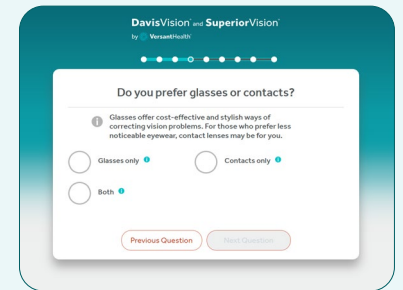 DavisVision and SuperiorVision
by VersantHealth
Do you prefer glasses or contacts?
Glasses offer cost-effective and stylish ways of
correcting vision problems. For those who prefer less
noticeable eyewear, contact lenses may be for you.
Glasses only
Contacts only
Both
Previous Question
Next Question